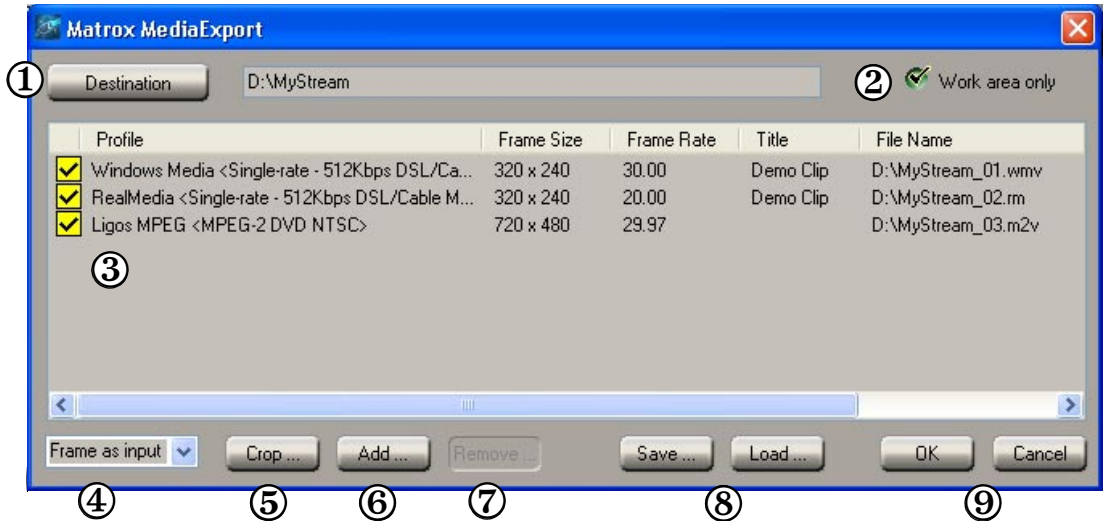 Matrox MediaExport
① Destination D:\MyStream ② Work area only
Profile Frame Size Frame Rate Title File Name
Windows Media <Single-rate - 512Kbps DSL/Ca... 320 x 240 30.00 Demo Clip D:\MyStream_01.wmv
RealMedia <Single-rate - 512Kbps DSL/Cable M... 320 x 240 20.00 Demo Clip D:\MyStream_02.rm
Ligos MPEG <MPEG-2 DVD NTSC> 720 x 480 29.97 D:\MyStream_03.m2v
③
Frame as input Crop ... Add ... Remove ... Save ... Load ... OK Cancel
④ ⑤ ⑥ ⑦ ⑧ ⑨